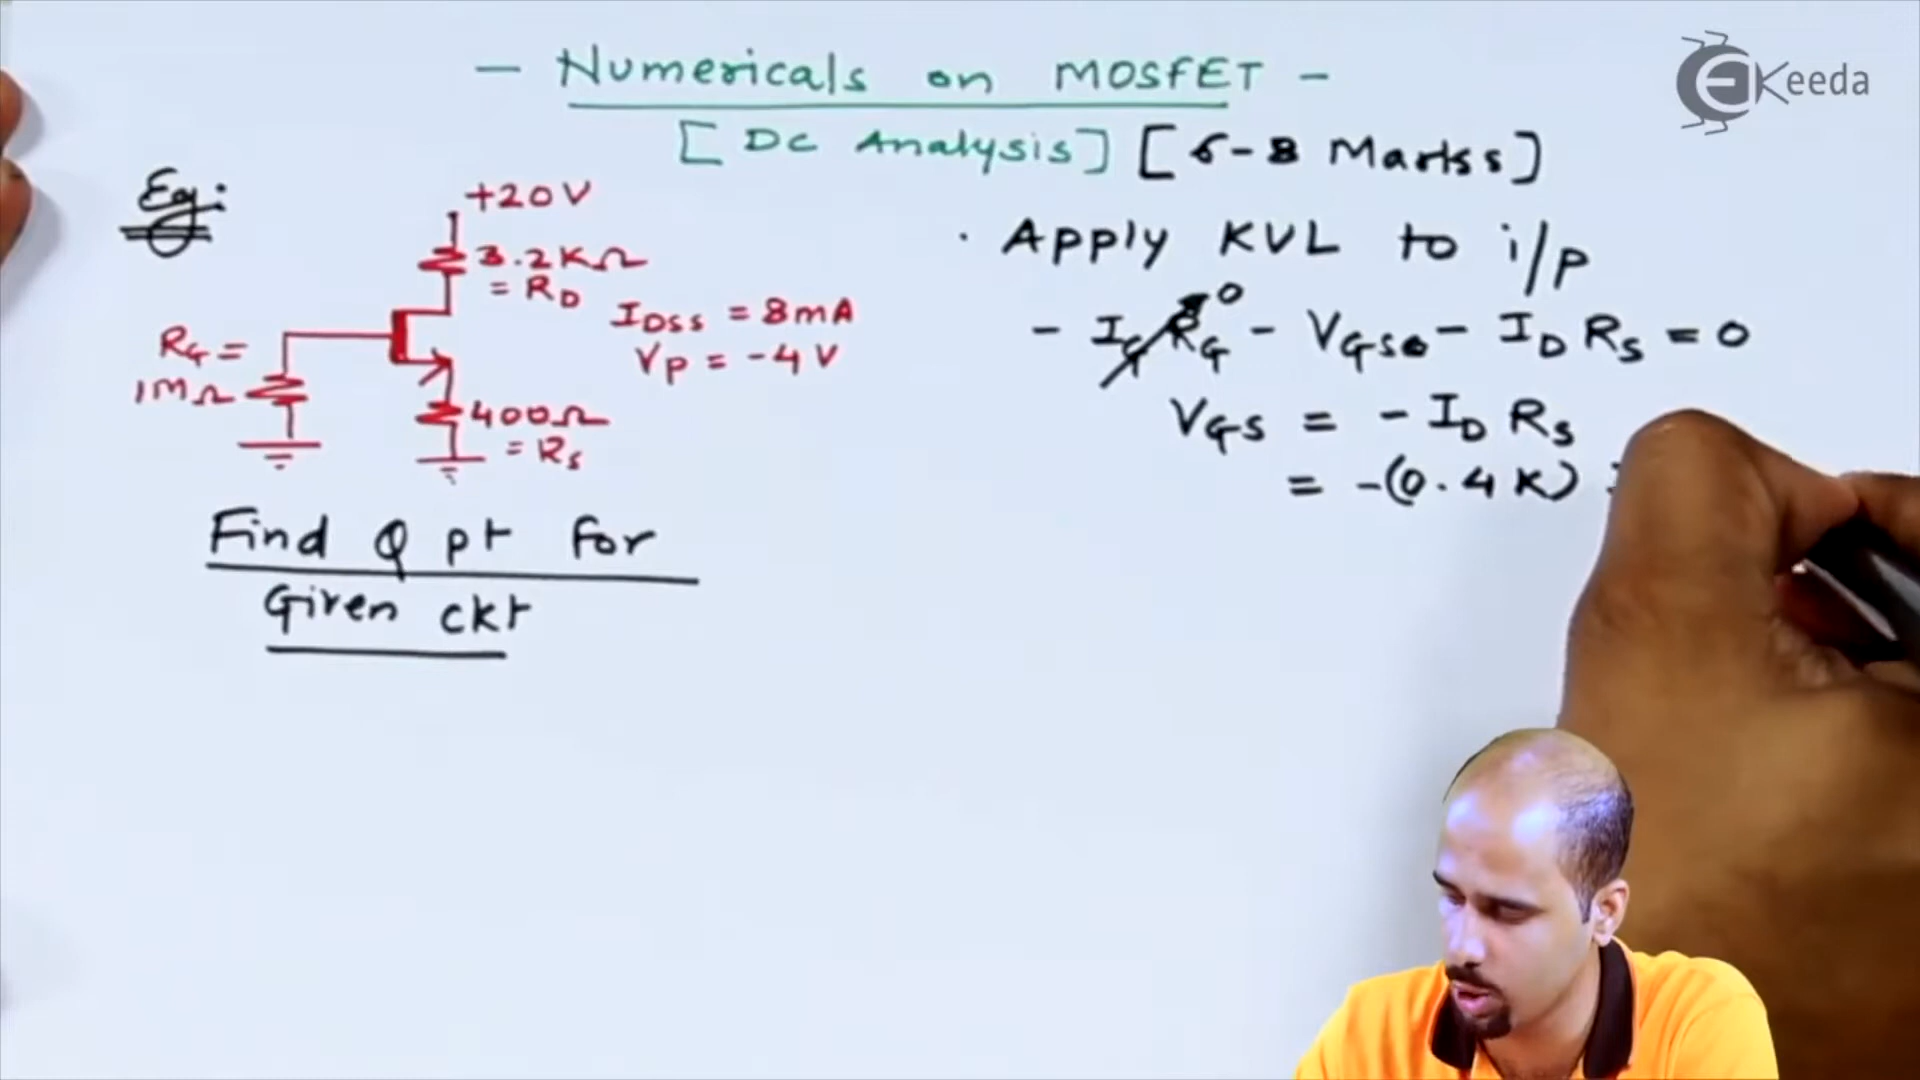 - Numericals on MOSFET -
[DC Analysis] [5-8 Marks]
EKeeda
Eg:
+20V
3.2KΩ
= RD
IDSS = 8mA
VP = -4V
RG =
1MΩ
400Ω
= RS
Find Q pt for
Given ckt
. Apply KVL to i/p
- IG RG 0 - VGS - ID RS = 0
VGS = - ID RS
= -(0.4K)